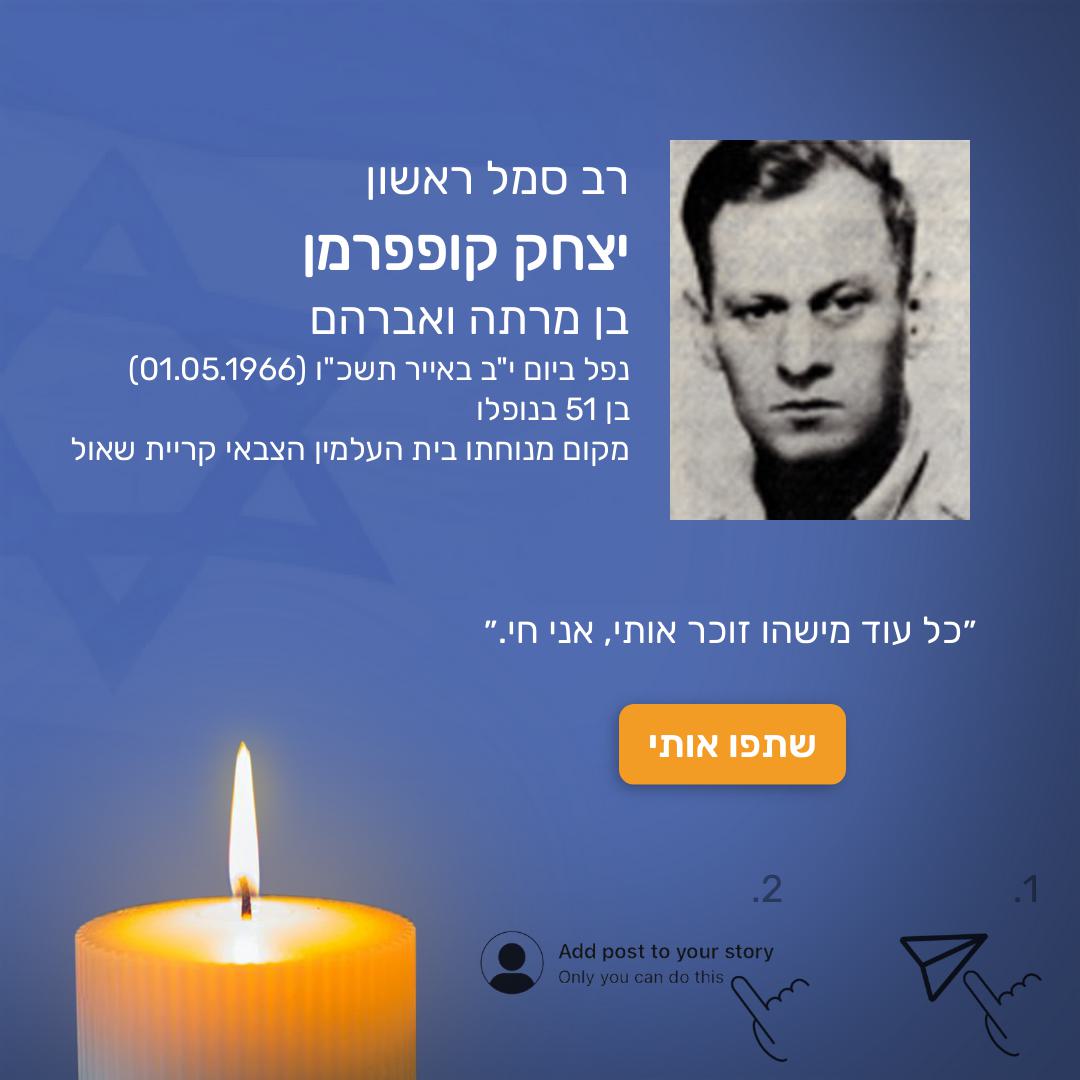 רב סמל ראשון
יצחק קופפרמן
בן מרתה ואברהם
נפל ביום י"ב באייר תשכ"ו (01.05.1966)
בן 51 בנופלו
מקום מנוחתו בית העלמין הצבאי קריית שאול
״כל עוד מישהו זוכר אותי, אני חי.״
שתפו אותי
1.
2.
Add post to your story
Only you can do this